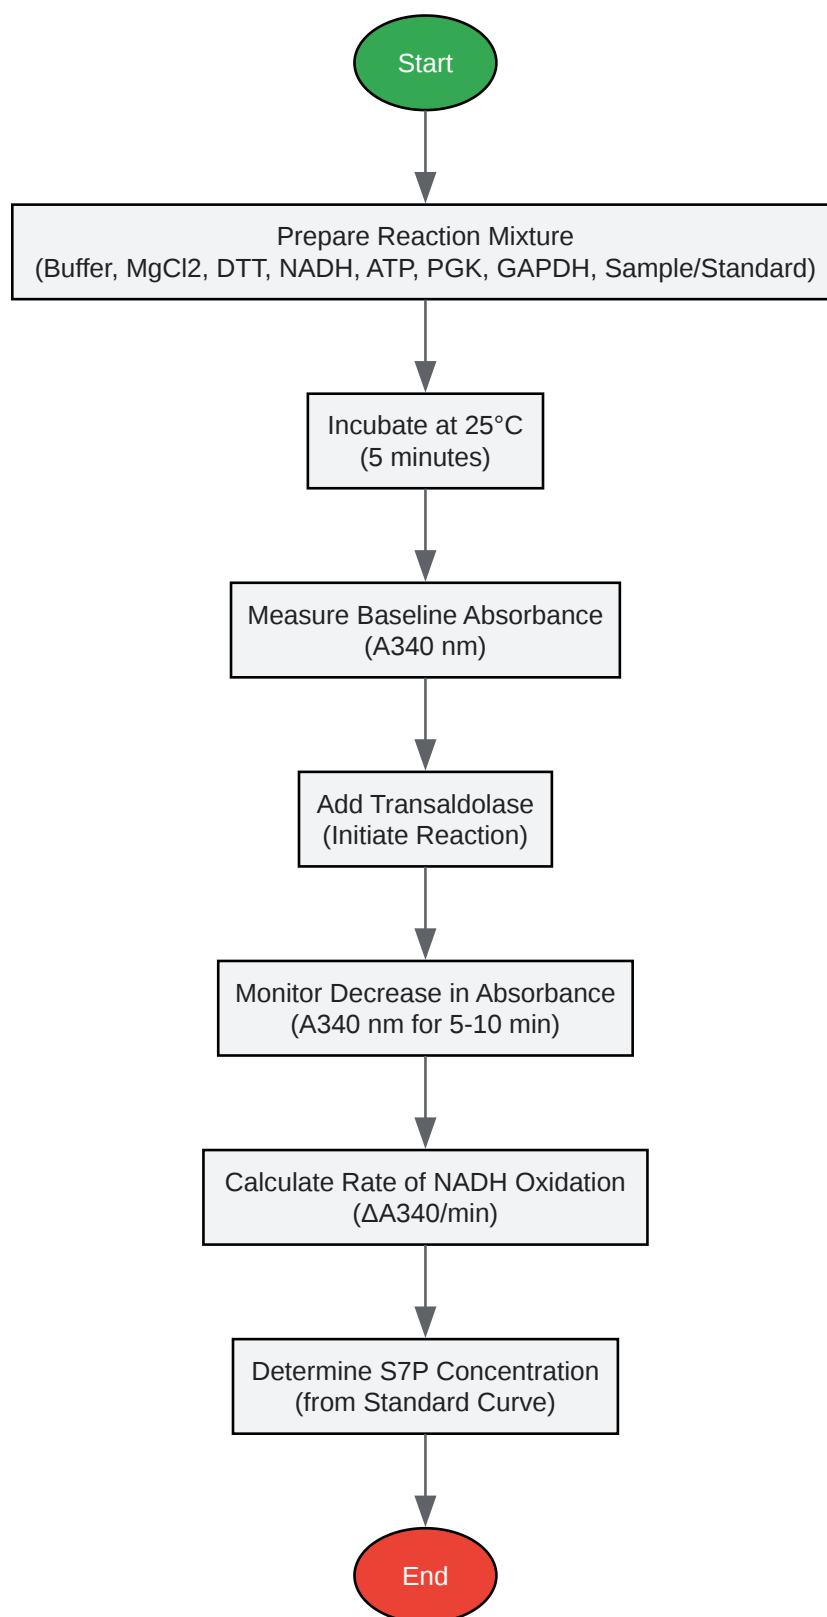 Start
Prepare Reaction Mixture
(Buffer, MgCl2, DTT, NADH, ATP, PGK, GAPDH, Sample/Standard)
Incubate at 25°C
(5 minutes)
Measure Baseline Absorbance
(A340 nm)
Add Transaldolase
(Initiate Reaction)
Monitor Decrease in Absorbance
(A340 nm for 5-10 min)
Calculate Rate of NADH Oxidation
(ΔA340/min)
Determine S7P Concentration
(from Standard Curve)
End